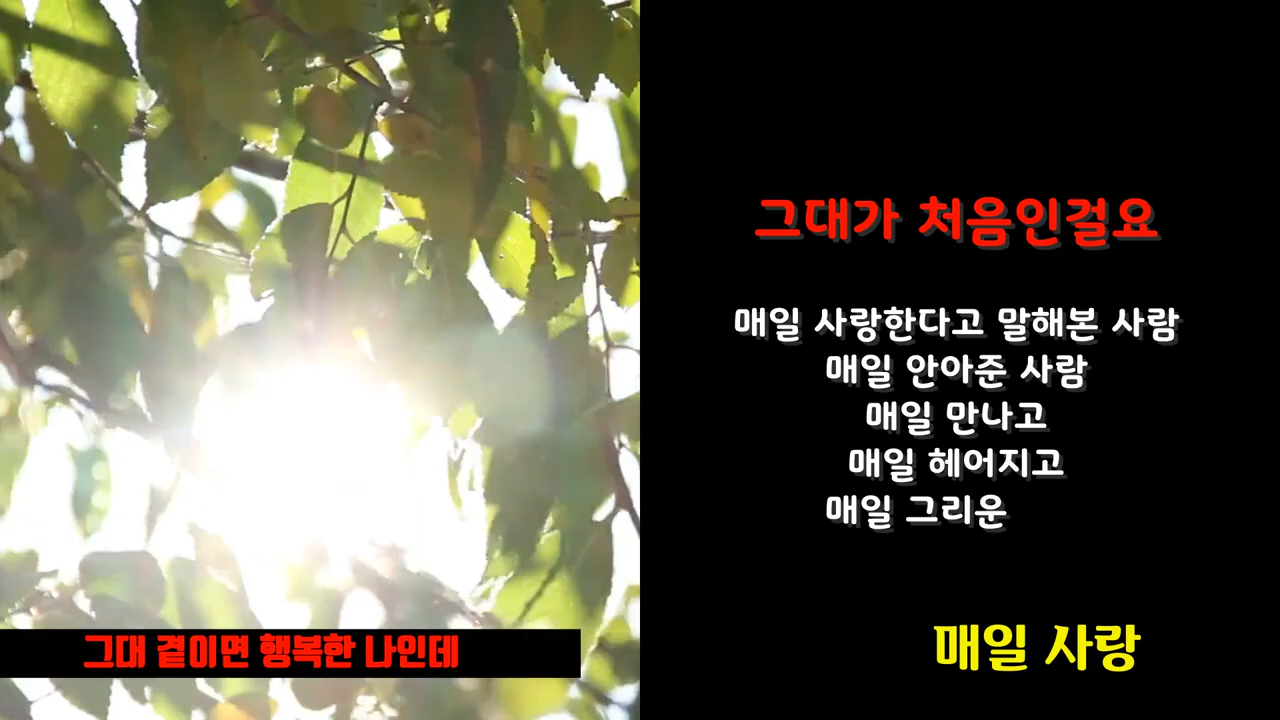 그대가 처음인걸요
매일 사랑한다고 말해본 사람
매일 안아준 사람
매일 만나고
매일 헤어지고
매일 그리운
매일 사랑
그대 곁이면 행복한 나인데